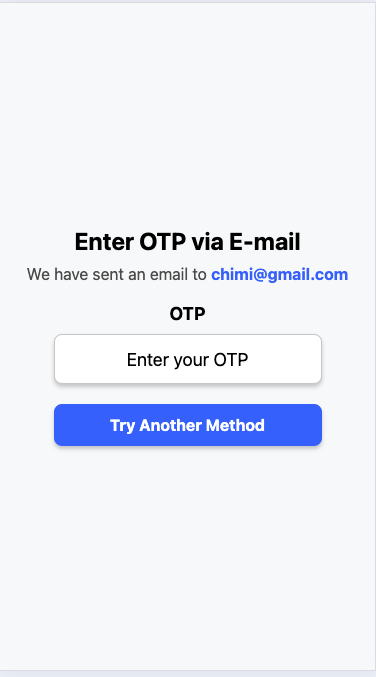 Enter OTP via E-mail
We have sent an email to chimi@gmail.com
OTP
Enter your OTP
Try Another Method